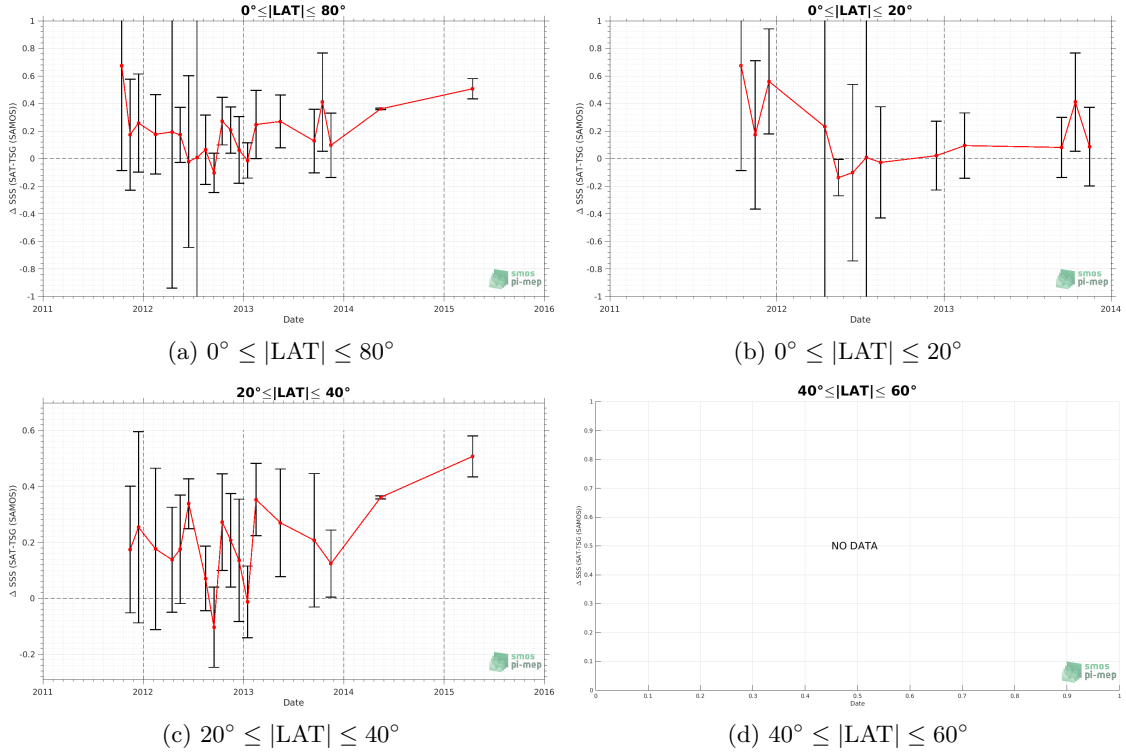 0°≤|LAT|≤ 80°
Δ SSS (SAT-TSG (SAMOS))
1
0.8
0.6
0.4
0.2
0
-0.2
-0.4
-0.6
-0.8
-1
2011
2012
2013
2014
2015
2016
Date
smos
pi-mep
(a) 0° ≤ |LAT| ≤ 80°
0°≤|LAT|≤ 20°
Δ SSS (SAT-TSG (SAMOS))
1
0.8
0.6
0.4
0.2
0
-0.2
-0.4
-0.6
-0.8
-1
2011
2012
2013
2014
Date
smos
pi-mep
(b) 0° ≤ |LAT| ≤ 20°
20°≤|LAT|≤ 40°
Δ SSS (SAT-TSG (SAMOS))
0.6
0.4
0.2
0
-0.2
2011
2012
2013
2014
2015
2016
Date
smos
pi-mep
(c) 20° ≤ |LAT| ≤ 40°
40°≤|LAT|≤ 60°
Δ SSS (SAT-TSG (SAMOS))
1
0.9
0.8
0.7
0.6
0.5
0.4
0.3
0.2
0.1
0
NO DATA
0
0.1
0.2
0.3
0.4
0.5
0.6
0.7
0.8
0.9
1
Date
smos
pi-mep
(d) 40° ≤ |LAT| ≤ 60°